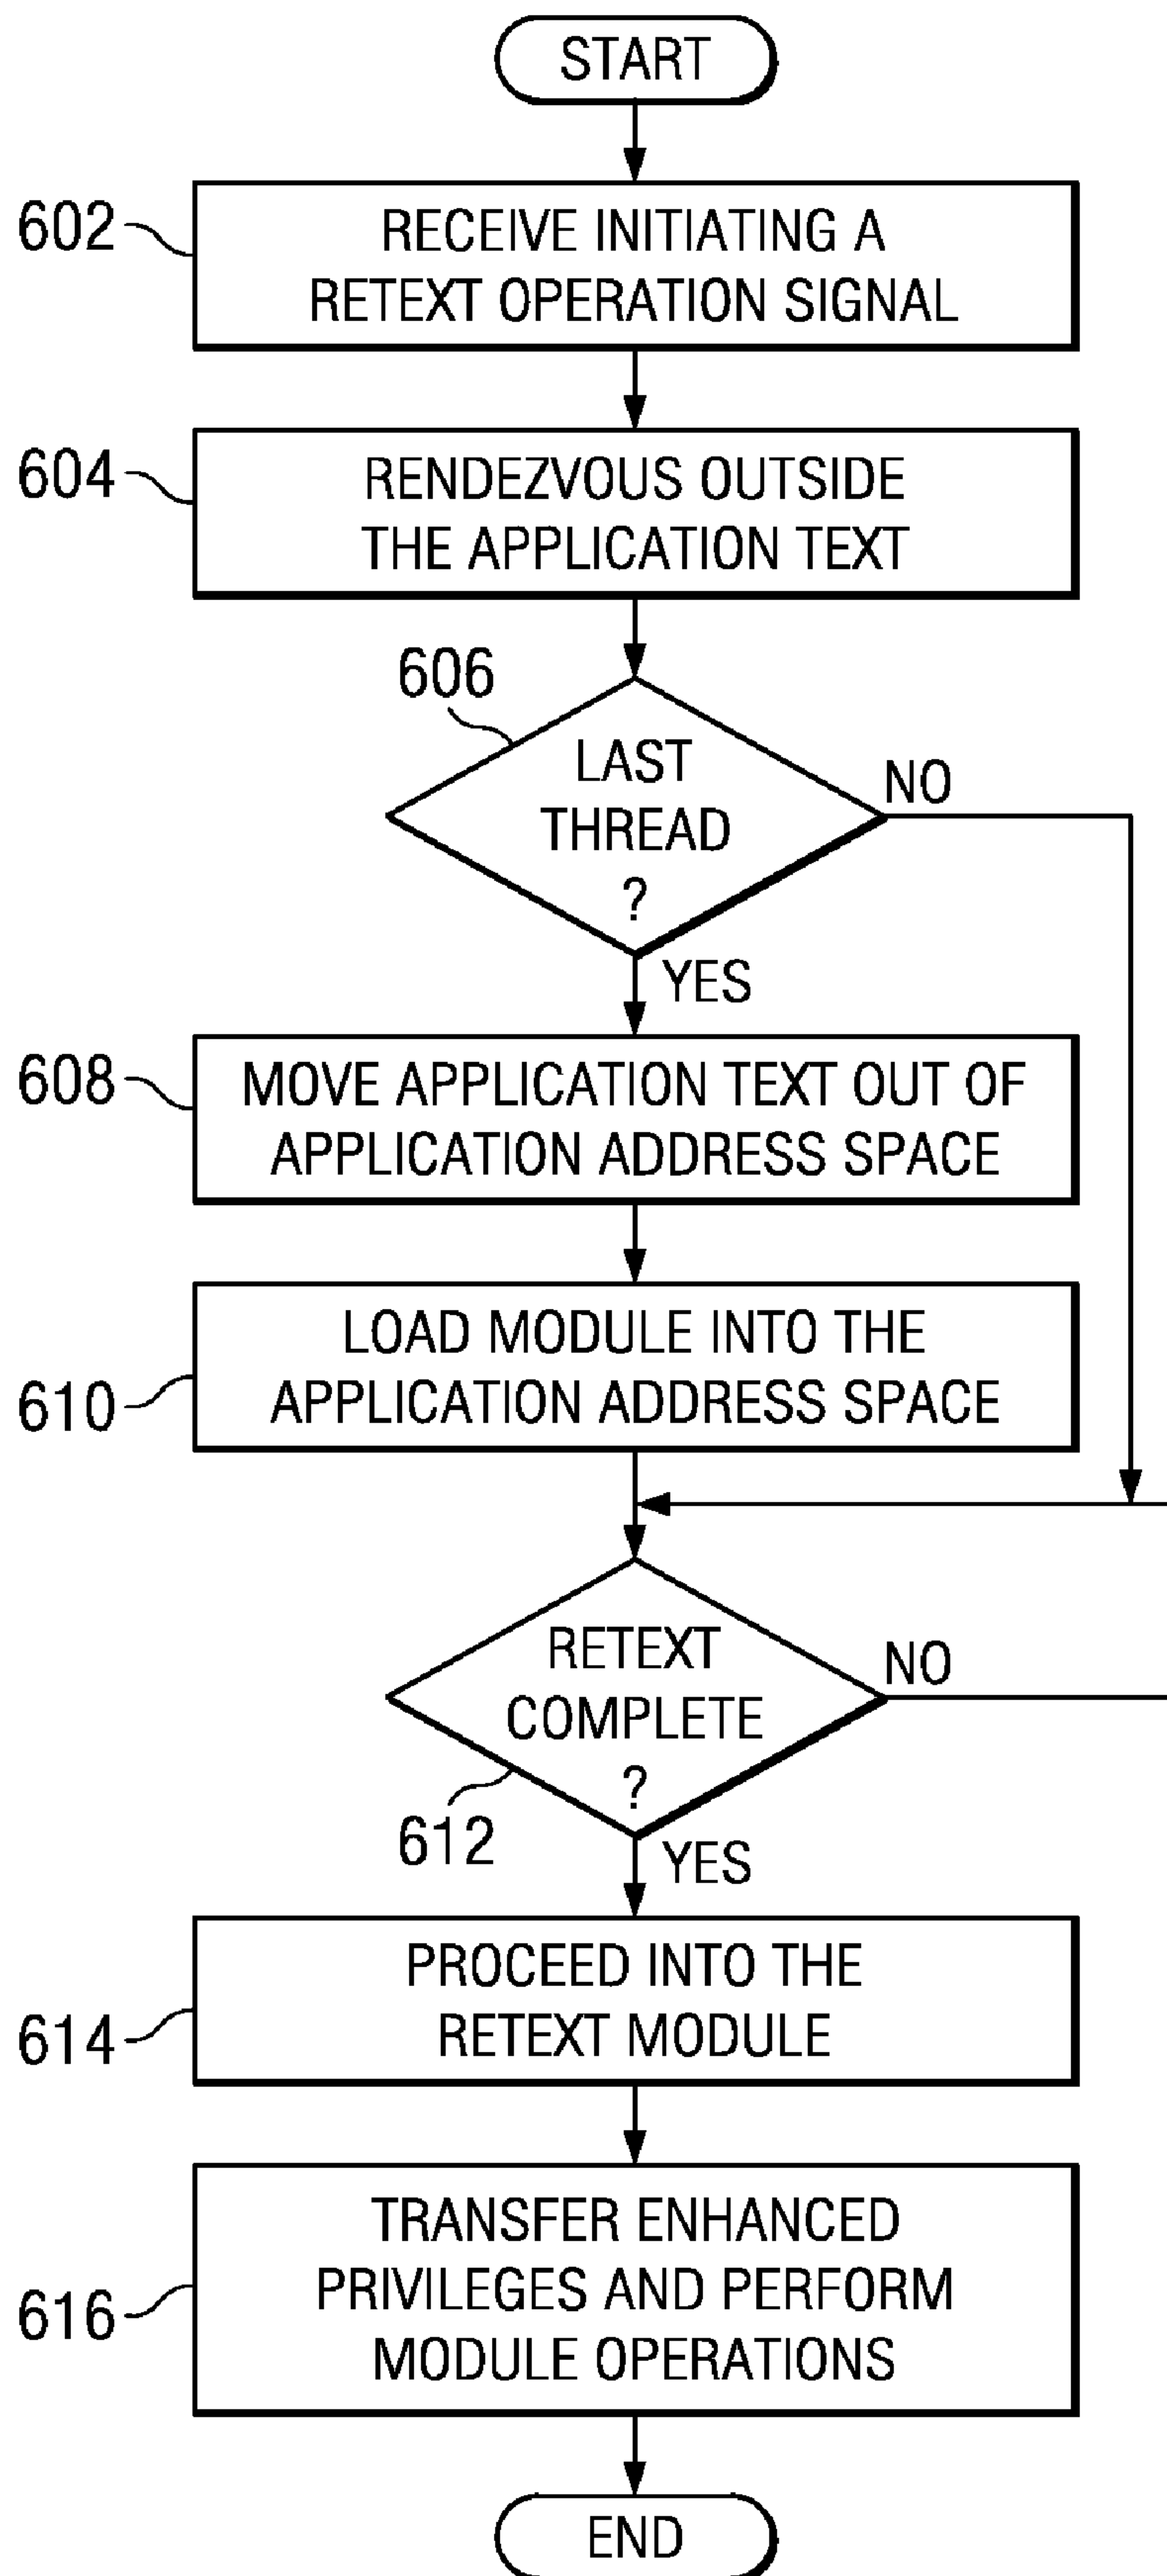 START
602
RECEIVE INITIATING A
RETEXT OPERATION SIGNAL
604
RENDEZVOUS OUTSIDE
THE APPLICATION TEXT
606
LAST
THREAD
?
NO
YES
608
MOVE APPLICATION TEXT OUT OF
APPLICATION ADDRESS SPACE
610
LOAD MODULE INTO THE
APPLICATION ADDRESS SPACE
RETEXT
COMPLETE
?
NO
612
YES
614
PROCEED INTO THE
RETEXT MODULE
616
TRANSFER ENHANCED
PRIVILEGES AND PERFORM
MODULE OPERATIONS
END